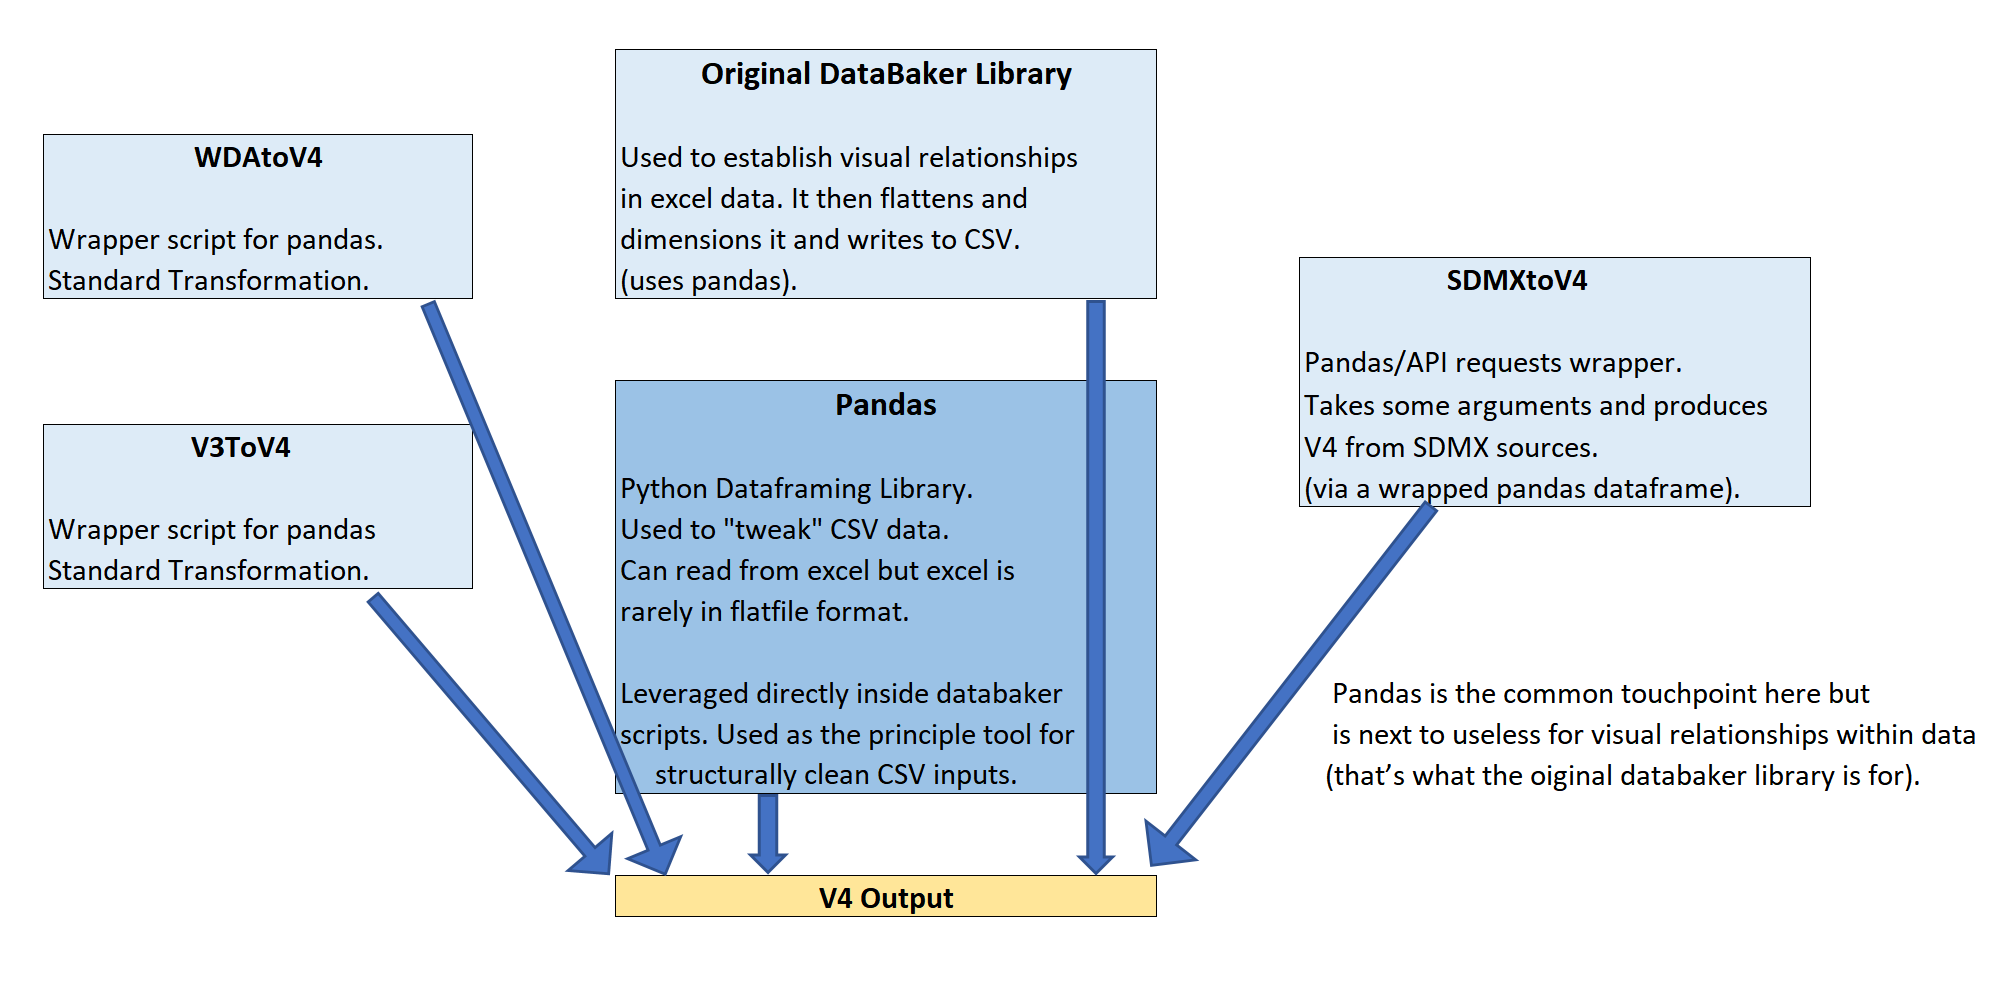 Original DataBaker Library
Used to establish visual relationships
in excel data. It then flattens and
dimensions it and writes to CSV.
(uses pandas).
WDAtoV4
Wrapper script for pandas.
Standard Transformation.
SDMXtoV4
Pandas/API requests wrapper.
Takes some arguments and produces
V4 from SDMX sources.
(via a wrapped pandas dataframe).
Pandas
Python Dataframing Library.
Used to "tweak" CSV data.
Can read from excel but excel is
rarely in flatfile format.
Leveraged directly inside databaker
scripts. Used as the principle tool for
structurally clean CSV inputs.
V3ToV4
Wrapper script for pandas
Standard Transformation.
Pandas is the common touchpoint here but
is next to useless for visual relationships within data
(that’s what the oiginal databaker library is for).
V4 Output